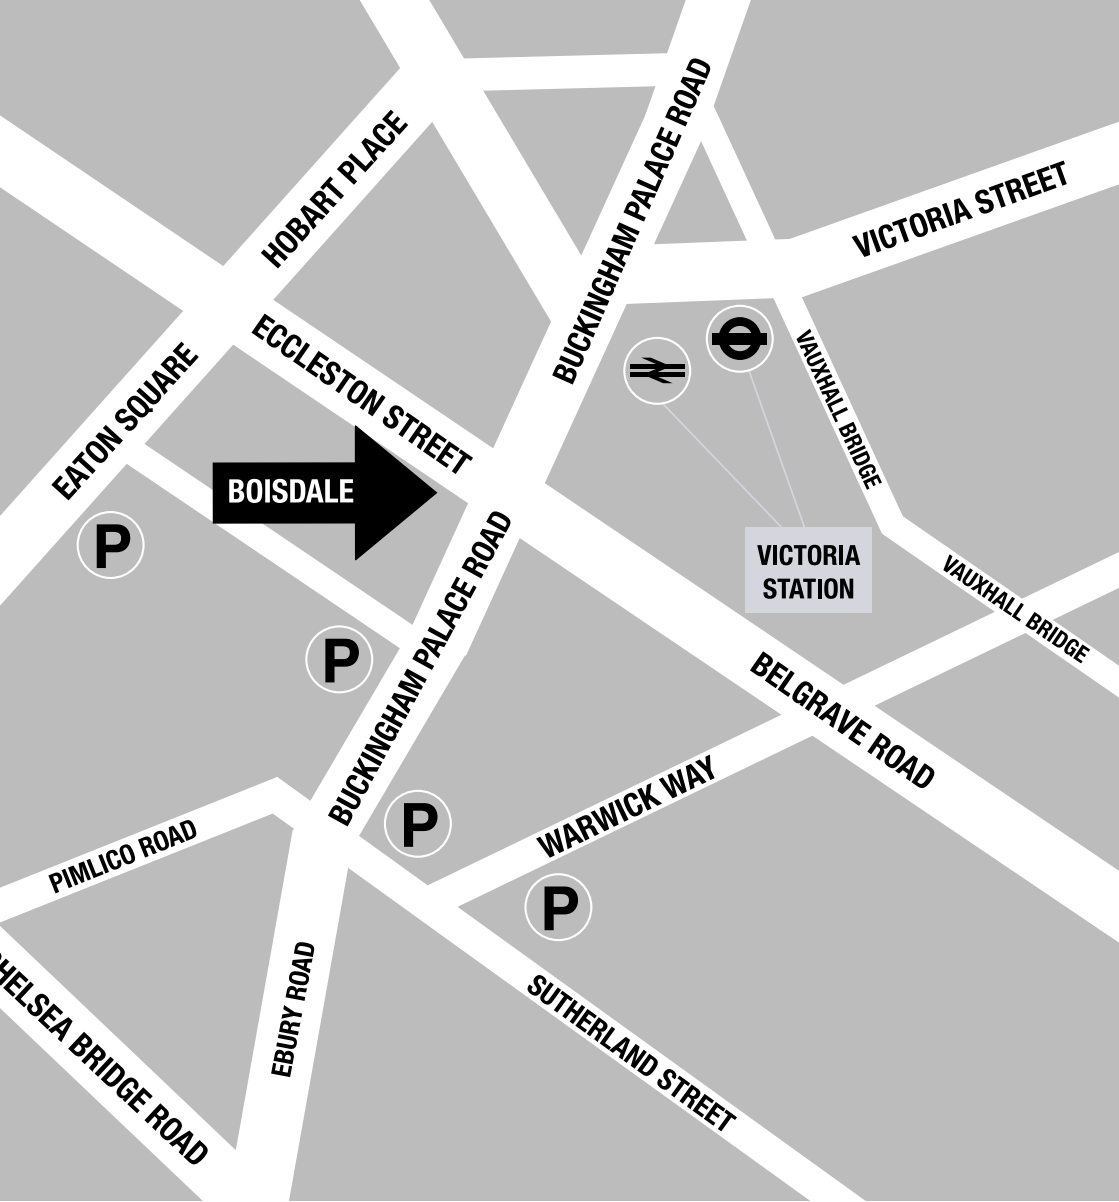 BUCKINGHAM PALACE ROAD
HOBART PLACE
VICTORIA STREET
ECCLESTON STREET
EATON SQUARE
VAUXHALL BRIDGE
BOISDALE
P
VICTORIA
STATION
VAUXHALL BRIDGE
BUCKINGHAM PALACE ROAD
P
BELGRAVE ROAD
WARWICK WAY
P
PIMLICO ROAD
P
HELSEA BRIDGE ROAD
EBURY ROAD
SUTHERLAND STREET